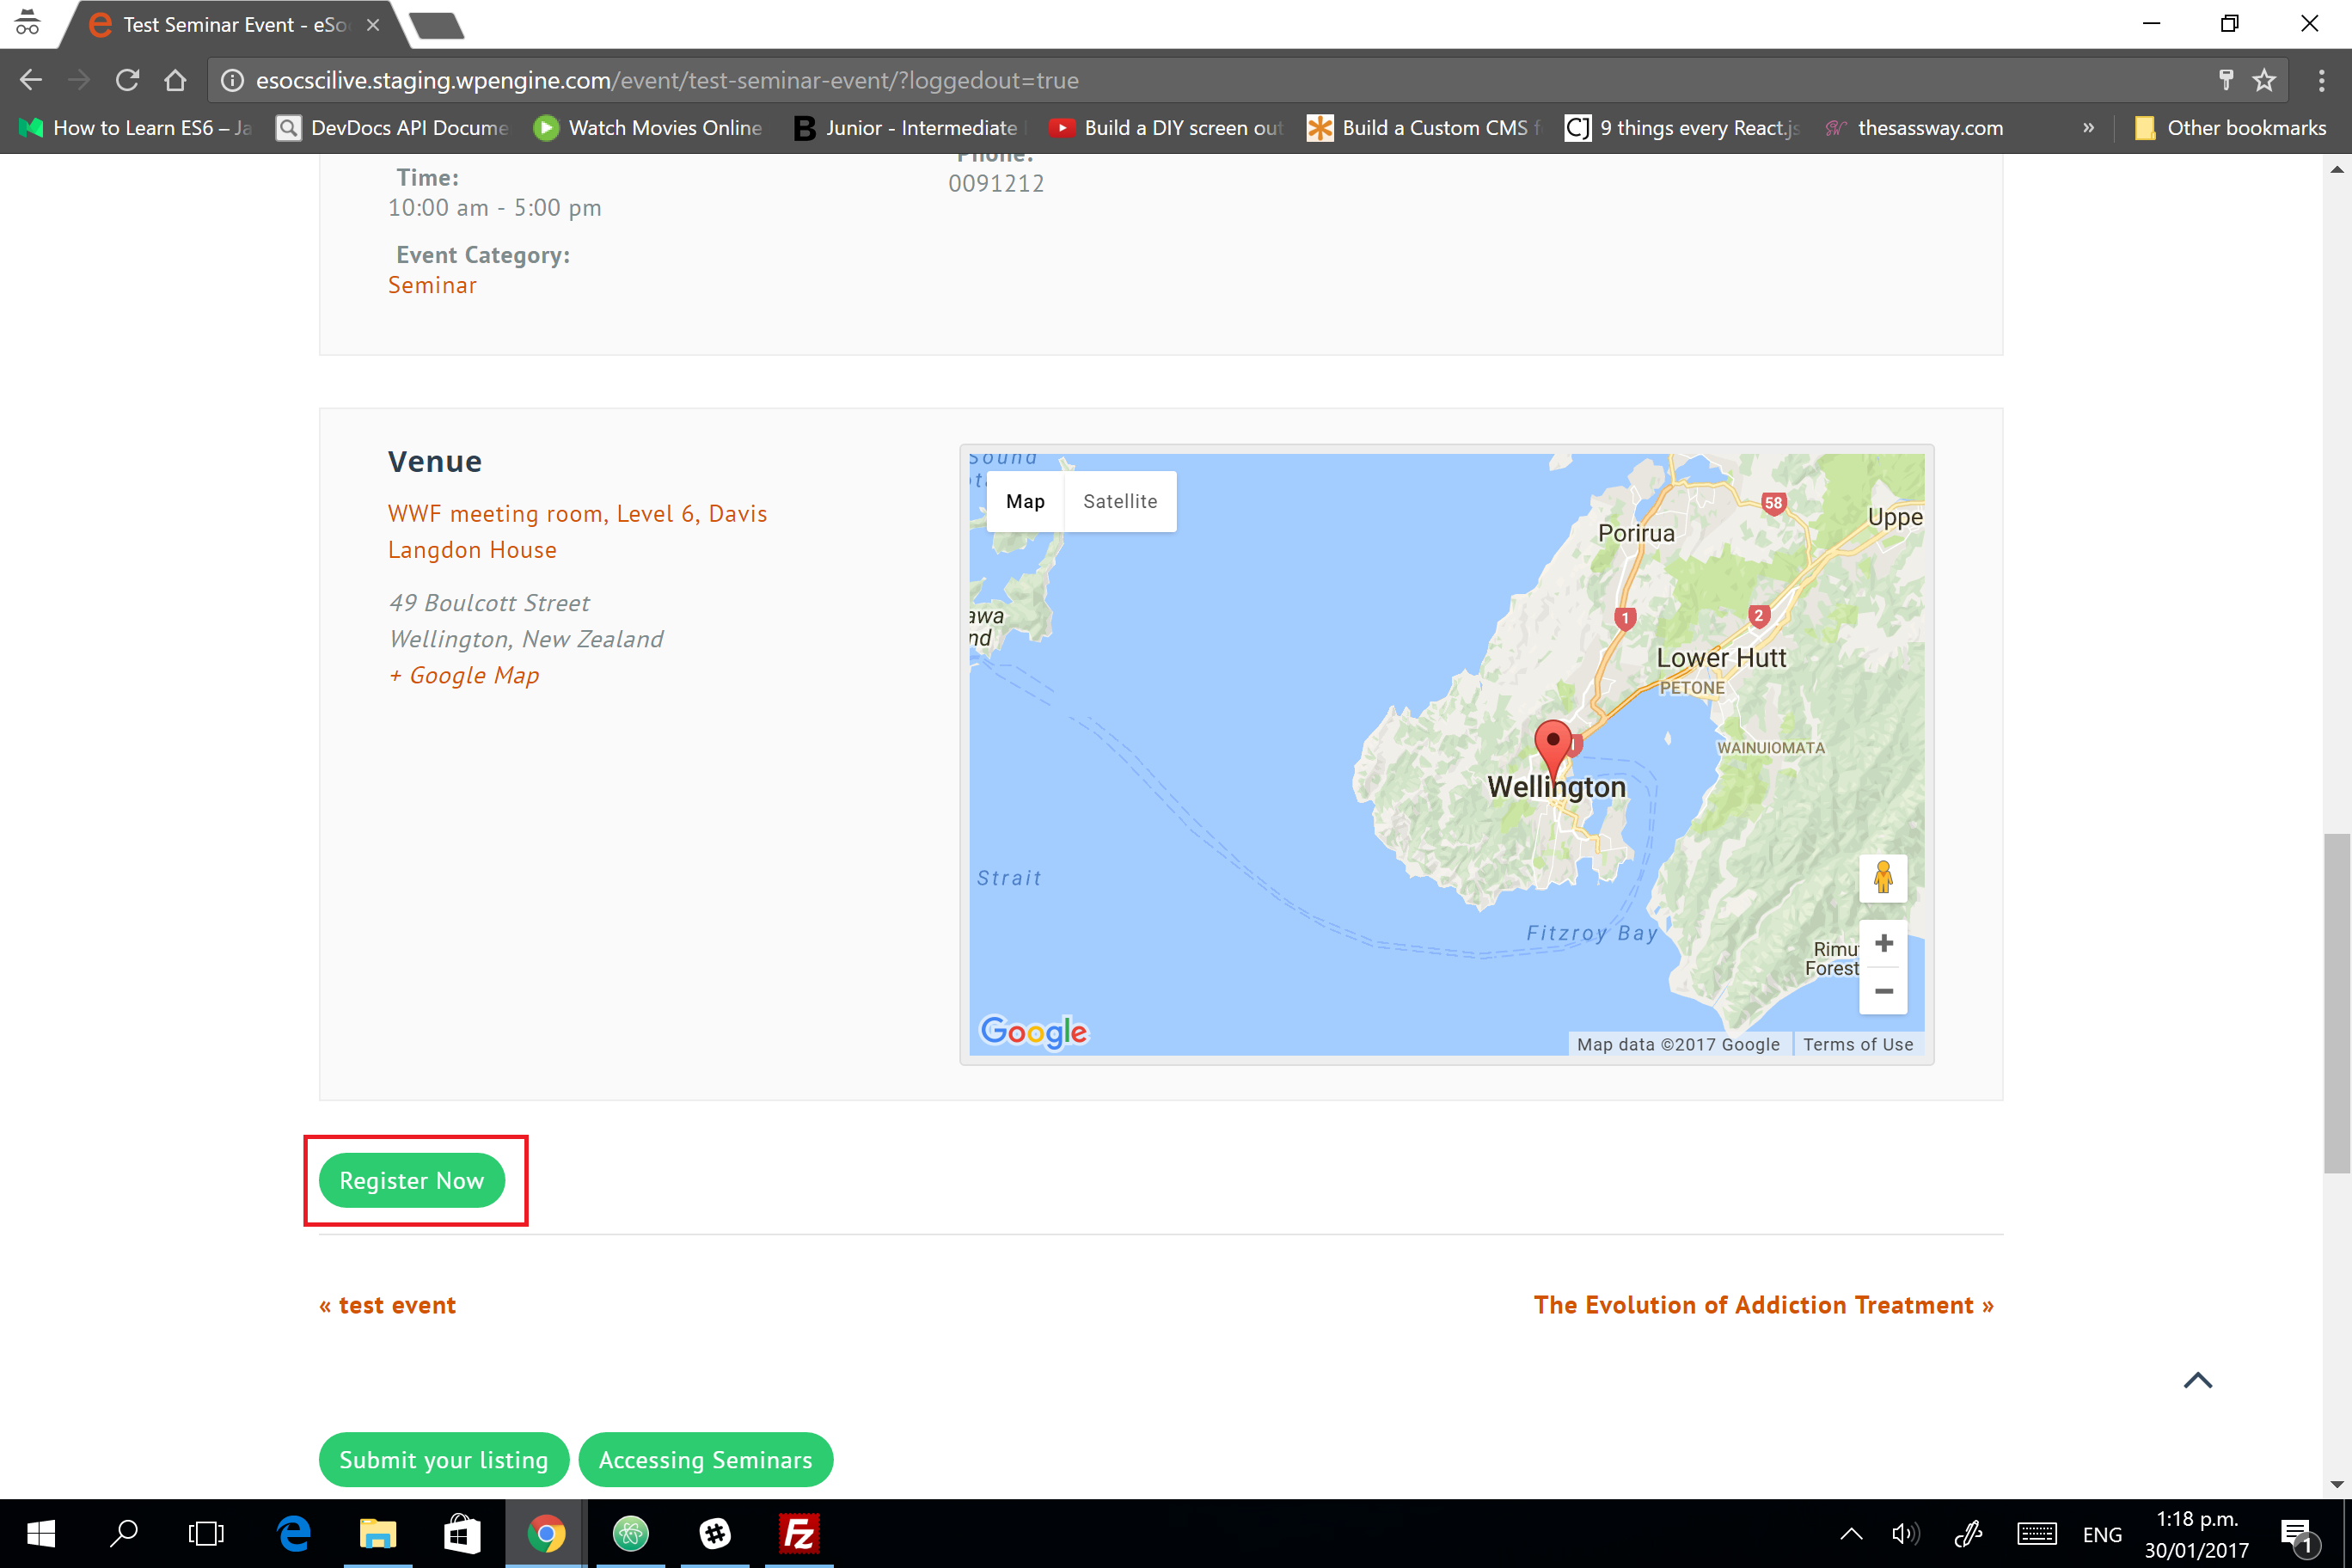 Test Seminar Event - eSoc
esocscilive.staging.wpengine.com/event/test-seminar-event/?loggedout=true
How to Learn ES6 – Ja
DevDocs API Docume
Watch Movies Online
Junior - Intermediate
Build a DIY screen out
Build a Custom CMS f
CJ
9 things every React.js
thesassway.com
»
Other bookmarks
Phone:
0091212
Time:
10:00 am - 5:00 pm
Event Category:
Seminar
Venue
WWF meeting room, Level 6, Davis
Langdon House
49 Boulcott Street
Wellington, New Zealand
+ Google Map
Sound
Map
Satellite
58
Porirua
Uppe
awa
nd
1
2
Lower Hutt
PETONE
WAINUIOMATA
Wellington
Strait
Fitzroy Bay
Rimu
Forest
+
−
Google
Map data ©2017 Google
Terms of Use
Register Now
« test event
The Evolution of Addiction Treatment »
Submit your listing
Accessing Seminars
ENG
1:18 p.m.
30/01/2017
1